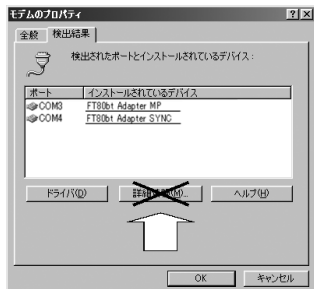 モデムのプロパティ
全般 検出結果
検出されたポートとインストールされているデバイス :
ポート インストールされているデバイス
COM3 FT80bt Adapter MP
COM4 FT80bt Adapter SYNC
ドライバ(D) 詳細情報(M)... ヘルプ(H)
OK キャンセル